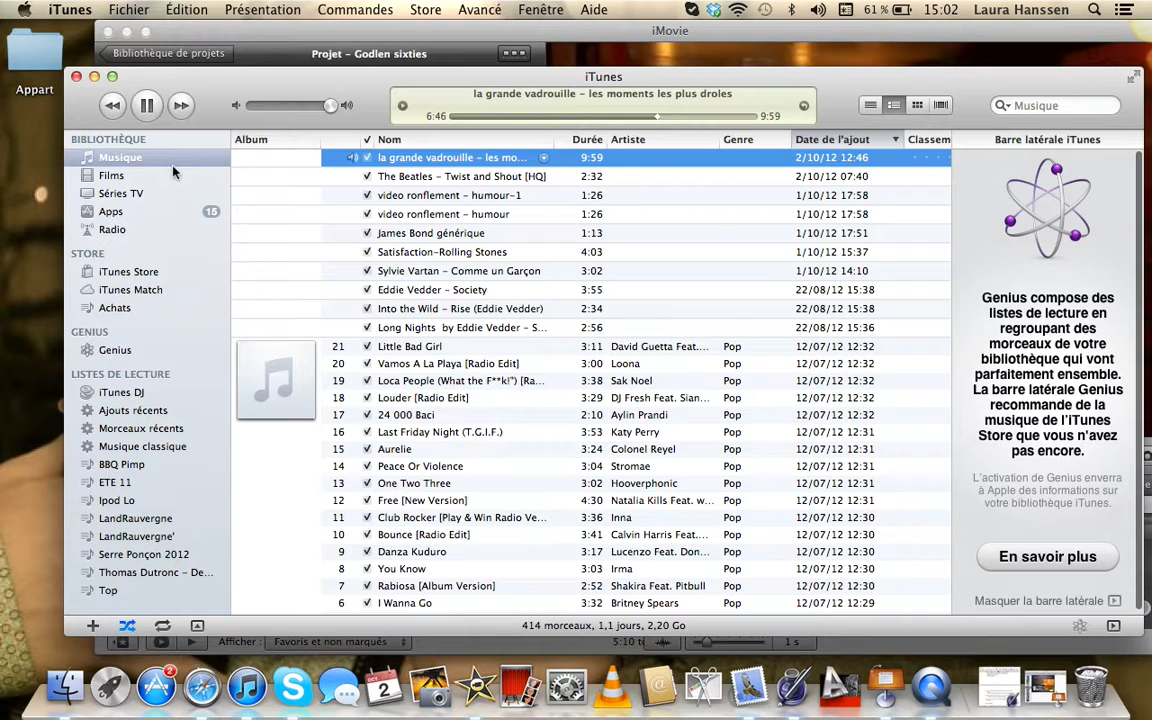 iTunes Fichier Édition Présentation Commandes Store Avancé Fenêtre Aide 61 % 15:02 Laura Hanssen
iMovie
Bibliothèque de projets Projet – Godlen sixties
Appart
iTunes
la grande vadrouille – les moments les plus droles
6:46 9:59
Musique
BIBLIOTHÈQUE
Musique
Films
Séries TV
Apps 15
Radio
STORE
iTunes Store
iTunes Match
Achats
GENIUS
Genius
LISTES DE LECTURE
iTunes DJ
Ajouts récents
Morceaux récents
Musique classique
BBQ Pimp
ETE 11
Ipod Lo
LandRauvergne
LandRauvergne'
Serre Ponçon 2012
Thomas Dutronc – De...
Top
Album Nom Durée Artiste Genre Date de l'ajout Classem
la grande vadrouille – les mo... 9:59 2/10/12 12:46
The Beatles – Twist and Shout [HQ] 2:32 2/10/12 07:40
video ronflement – humour-1 1:26 1/10/12 17:58
video ronflement – humour 1:26 1/10/12 17:58
James Bond générique 1:13 1/10/12 17:51
Satisfaction-Rolling Stones 4:03 1/10/12 15:37
Sylvie Vartan – Comme un Garçon 3:02 1/10/12 14:10
Eddie Vedder – Society 3:56 22/08/12 15:38
Into the Wild – Rise (Eddie Vedder) 2:34 22/08/12 15:38
Long Nights by Eddie Vedder – S... 2:56 22/08/12 15:36
21 Little Bad Girl 3:11 David Guetta Feat.... Pop 12/07/12 12:32
20 Vamos A La Playa [Radio Edit] 3:00 Loona Pop 12/07/12 12:32
19 Loca People (What the F**k!") [Ra... 3:38 Sak Noel Pop 12/07/12 12:32
18 Louder [Radio Edit] 3:29 DJ Fresh Feat. Sian... Pop 12/07/12 12:32
17 24 000 Baci 2:10 Aylin Prandi Pop 12/07/12 12:32
16 Last Friday Night (T.G.I.F.) 3:53 Katy Perry Pop 12/07/12 12:32
15 Aurelie 3:24 Colonel Reyel Pop 12/07/12 12:32
14 Peace Or Violence 3:06 Stromae Pop 12/07/12 12:31
13 One Two Three 3:02 Hooverphonic Pop 12/07/12 12:31
12 Free [New Version] 4:30 Natalia Kills Feat. w... Pop 12/07/12 12:31
11 Club Rocker [Play & Win Radio Ve... 3:36 Inna Pop 12/07/12 12:31
10 Bounce [Radio Edit] 3:41 Calvin Harris Feat.... Pop 12/07/12 12:30
9 Danza Kuduro 3:17 Lucenzo Feat. Don... Pop 12/07/12 12:30
8 You Know 3:03 Irma Pop 12/07/12 12:30
7 Rabiosa [Album Version] 2:52 Shakira Feat. Pitbull Pop 12/07/12 12:30
6 I Wanna Go 3:32 Britney Spears Pop 12/07/12 12:29
Barre latérale iTunes
Genius compose des
listes de lecture en
regroupant des
morceaux de votre
bibliothèque qui vont
parfaitement ensemble.
La barre latérale Genius
recommande de la
musique de l'iTunes
Store que vous n'avez
pas encore.
L'activation de Genius enverra
à Apple des informations sur
votre bibliothèque iTunes.
En savoir plus
Masquer la barre latérale
414 morceaux, 1,1 jours, 2,20 Go
Afficher : Favoris et non marqués 5:10 1 s
2
OCT
2